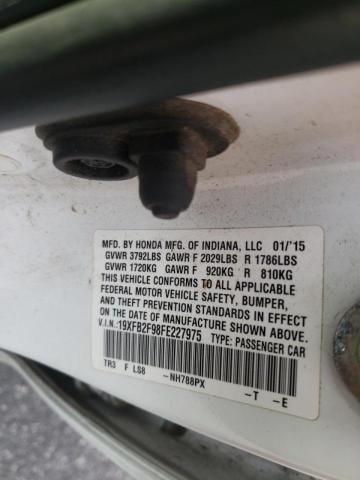 MFD. BY HONDA MFG. OF INDIANA, LLC 01/'15
GVWR 3792LBS GAWR F 2029LBS R 1786LBS
GVWR 1720KG GAWR F 920KG R 810KG
THIS VEHICLE CONFORMS TO ALL APPLICABLE
FEDERAL MOTOR VEHICLE SAFETY, BUMPER,
AND THEFT PREVENTION STANDARDS IN EFFECT
ON THE DATE OF MANUFACTURE SHOWN ABOVE.
V.I.N.: 19XFB2F98FE227975 TYPE: PASSENGER CAR
TR3 F LS8 -NH788PX -T -E